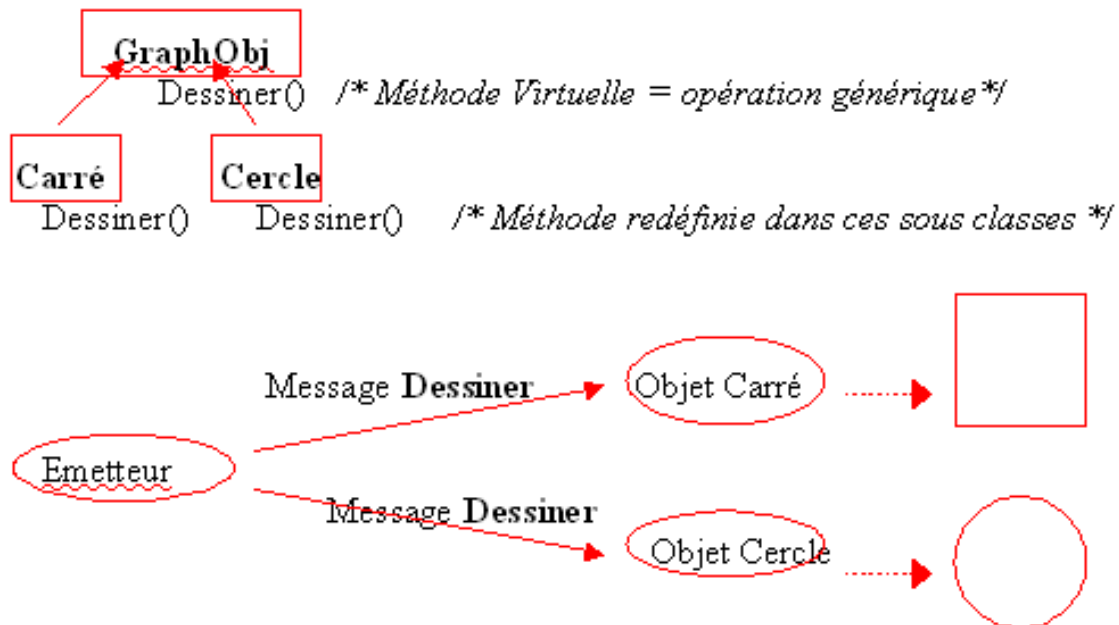 GraphObj
Dessiner() /* Méthode Virtuelle = opération générique*/
Carré Cercle
Dessiner() Dessiner() /* Méthode redéfinie dans ces sous classes */
Message Dessiner Objet Carré
Emetteur
Message Dessiner
Objet Cercle